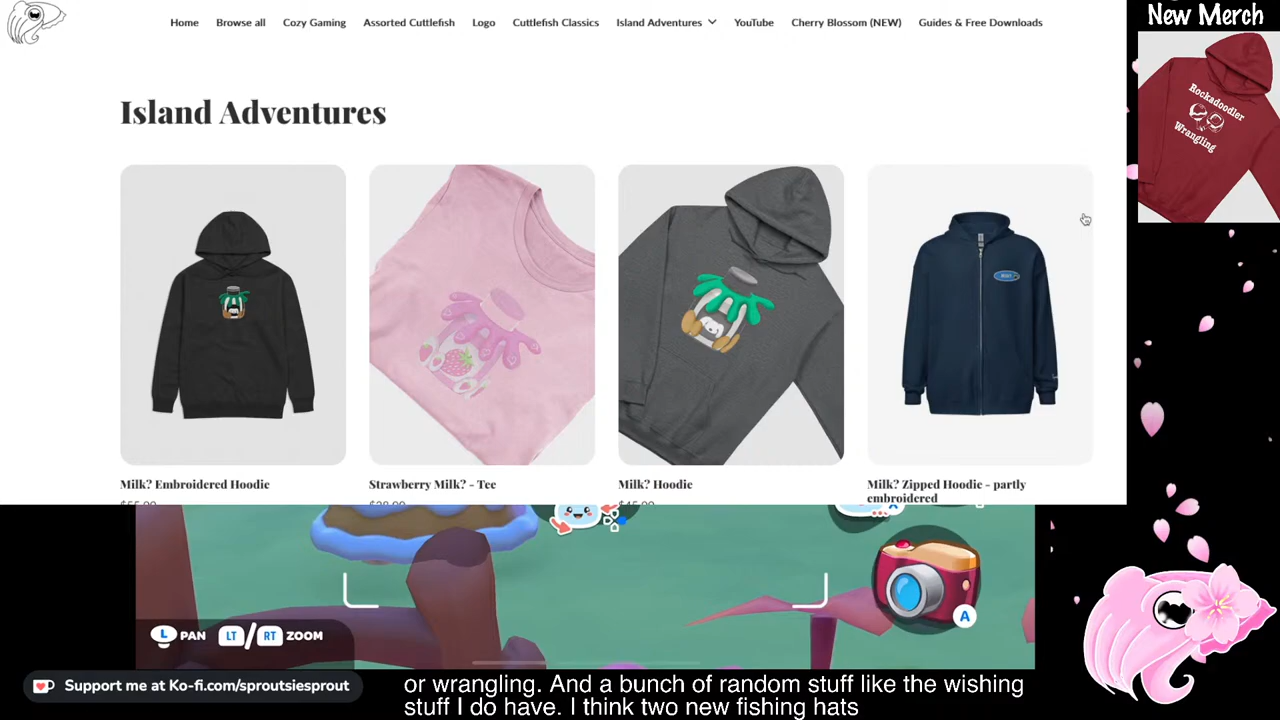 Home Browse all Cozy Gaming Assorted Cuttlefish Logo Cuttlefish Classics Island Adventures YouTube Cherry Blossom (NEW) Guides & Free Downloads
New Merch
Rockadoodler
Wrangling
Island Adventures
Milk? Embroidered Hoodie
Strawberry Milk? - Tee
Milk? Hoodie
Milk? Zipped Hoodie - partly
embroidered
A
L PAN LT / RT ZOOM
Support me at Ko-fi.com/sproutsiesprout
or wrangling. And a bunch of random stuff like the wishing
stuff I do have. I think two new fishing hats